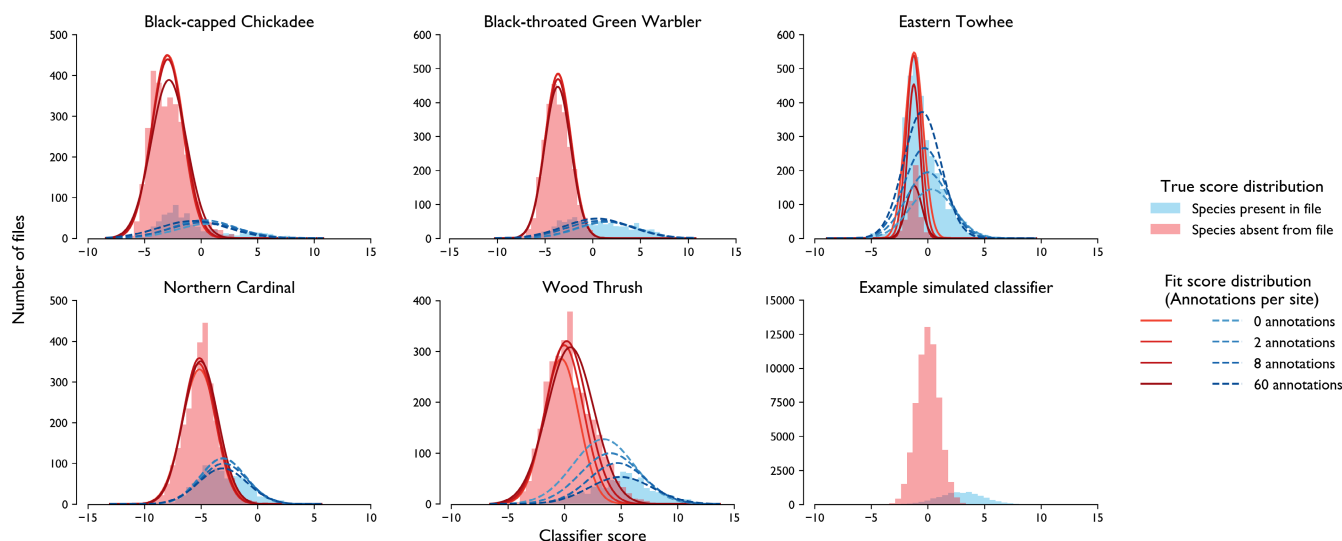 Black-capped Chickadee
Black-throated Green Warbler
Eastern Towhee
500
400
300
200
100
0
−10 −5 0 5 10 15
600
500
400
300
200
100
0
−15 −10 −5 0 5 10 15
600
500
400
300
200
100
0
−10 −5 0 5 10 15
True score distribution
Species present in file
Species absent from file
Number of files
Northern Cardinal
Wood Thrush
Example simulated classifier
500
400
300
200
100
0
−15 −10 −5 0 5 10
400
300
200
100
0
−10 −5 0 5 10 15
15000
12500
10000
7500
5000
2500
0
−10 −5 0 5 10 15
Fit score distribution
(Annotations per site)
0 annotations
2 annotations
8 annotations
60 annotations
Classifier score